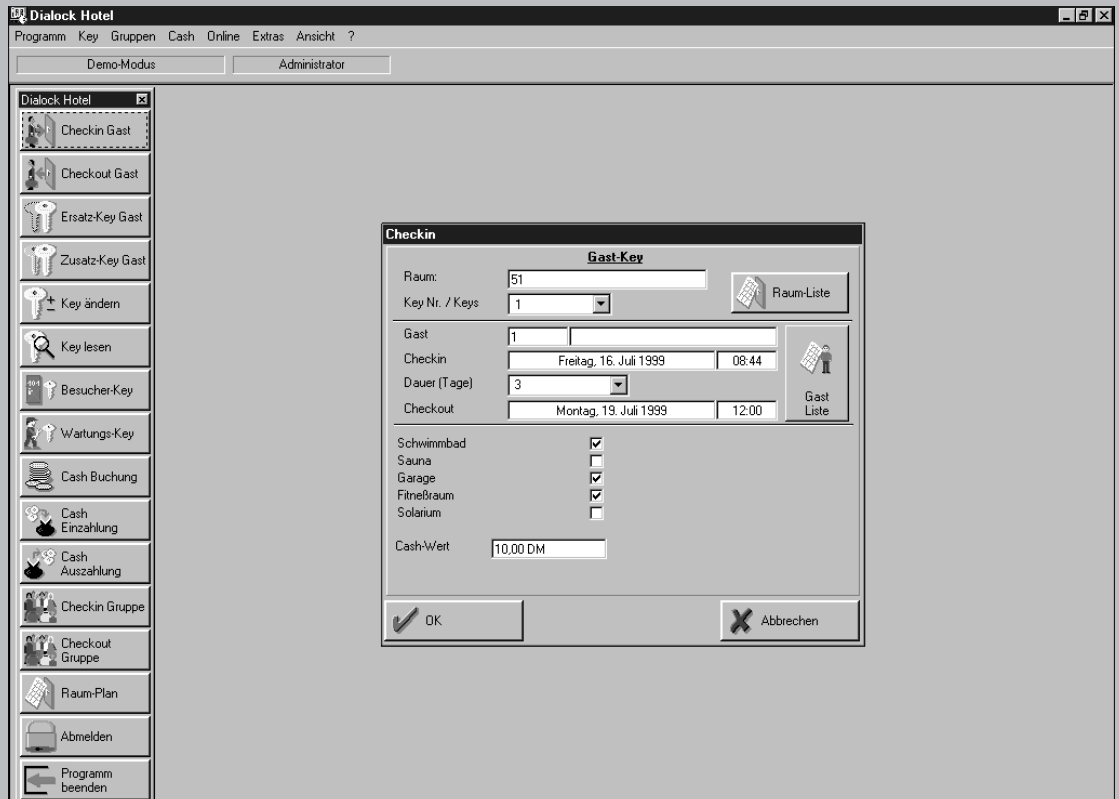 Dialock Hotel
Programm Key Gruppen Cash Online Extras Ansicht ?
Demo-Modus Administrator
Dialock Hotel
Checkin Gast
Checkout Gast
Ersatz-Key Gast
Zusatz-Key Gast
Key ändern
Key lesen
Besucher-Key
Wartungs-Key
Cash Buchung
Cash
Einzahlung
Cash
Auszahlung
Checkin Gruppe
Checkout
Gruppe
Raum-Plan
Abmelden
Programm
beenden
Checkin
Gast-Key
Raum: 51
Raum-Liste
Key Nr. / Keys 1
Gast 1
Checkin Freitag, 16. Juli 1999 08:44
Dauer (Tage) 3
Checkout Montag, 19. Juli 1999 12:00
Gast
Liste
Schwimmbad
Sauna
Garage
Fitneßraum
Solarium
Cash-Wert 10,00 DM
OK
Abbrechen